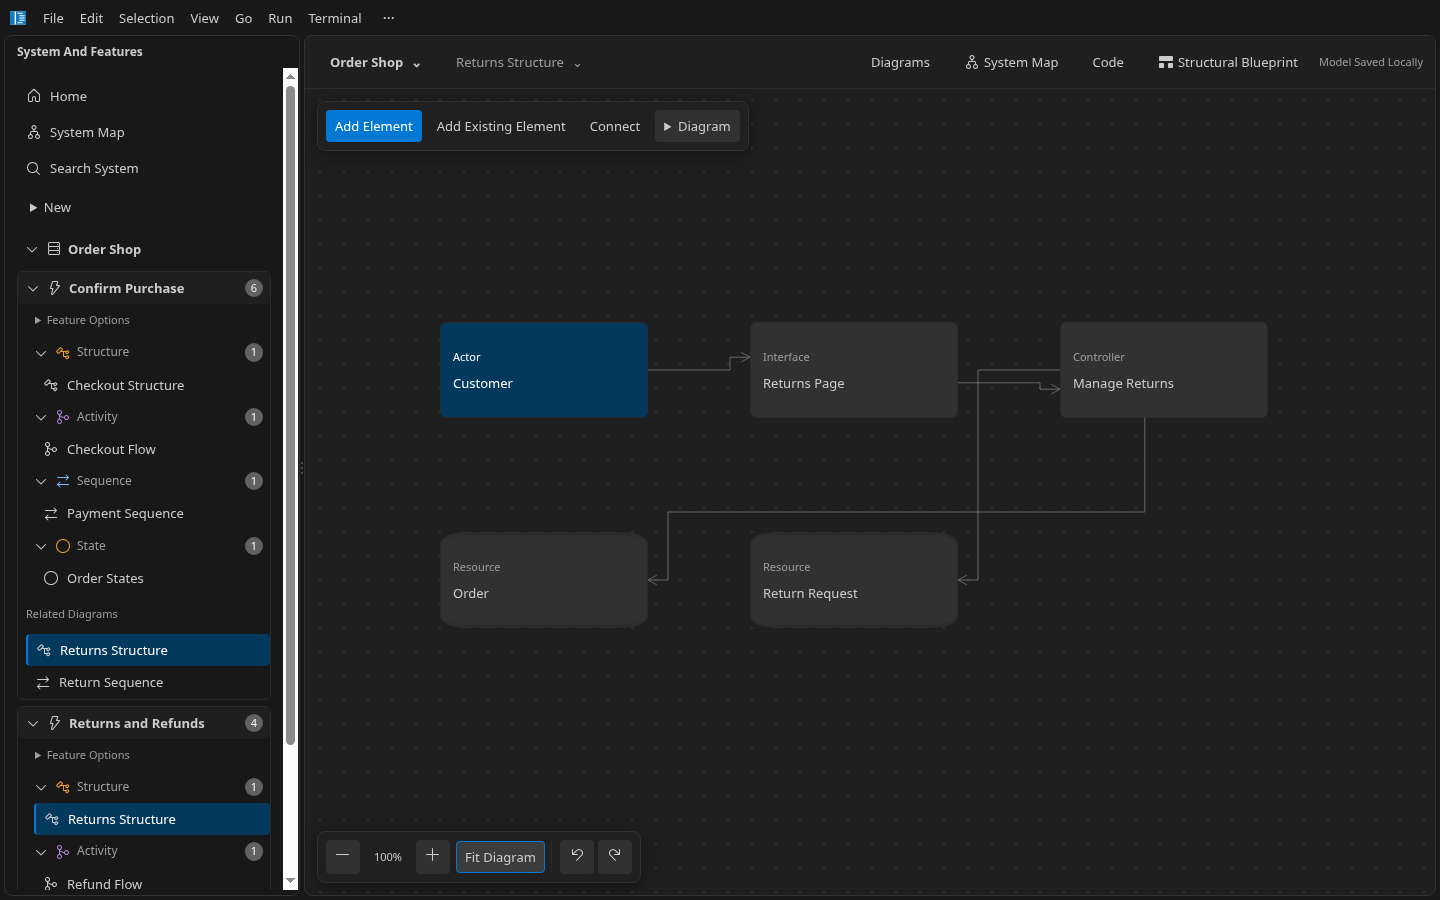 File Edit Selection View Go Run Terminal ···
System And Features
Home
System Map
Search System
New
Order Shop
Confirm Purchase 6
Feature Options
Structure 1
Checkout Structure
Activity 1
Checkout Flow
Sequence 1
Payment Sequence
State 1
Order States
Related Diagrams
Returns Structure
Return Sequence
Returns and Refunds 4
Feature Options
Structure 1
Returns Structure
Activity 1
Refund Flow
Order Shop Returns Structure Diagrams System Map Code Structural Blueprint Model Saved Locally
Add Element Add Existing Element Connect Diagram
Actor
Customer
Interface
Returns Page
Controller
Manage Returns
Resource
Order
Resource
Return Request
100% Fit Diagram